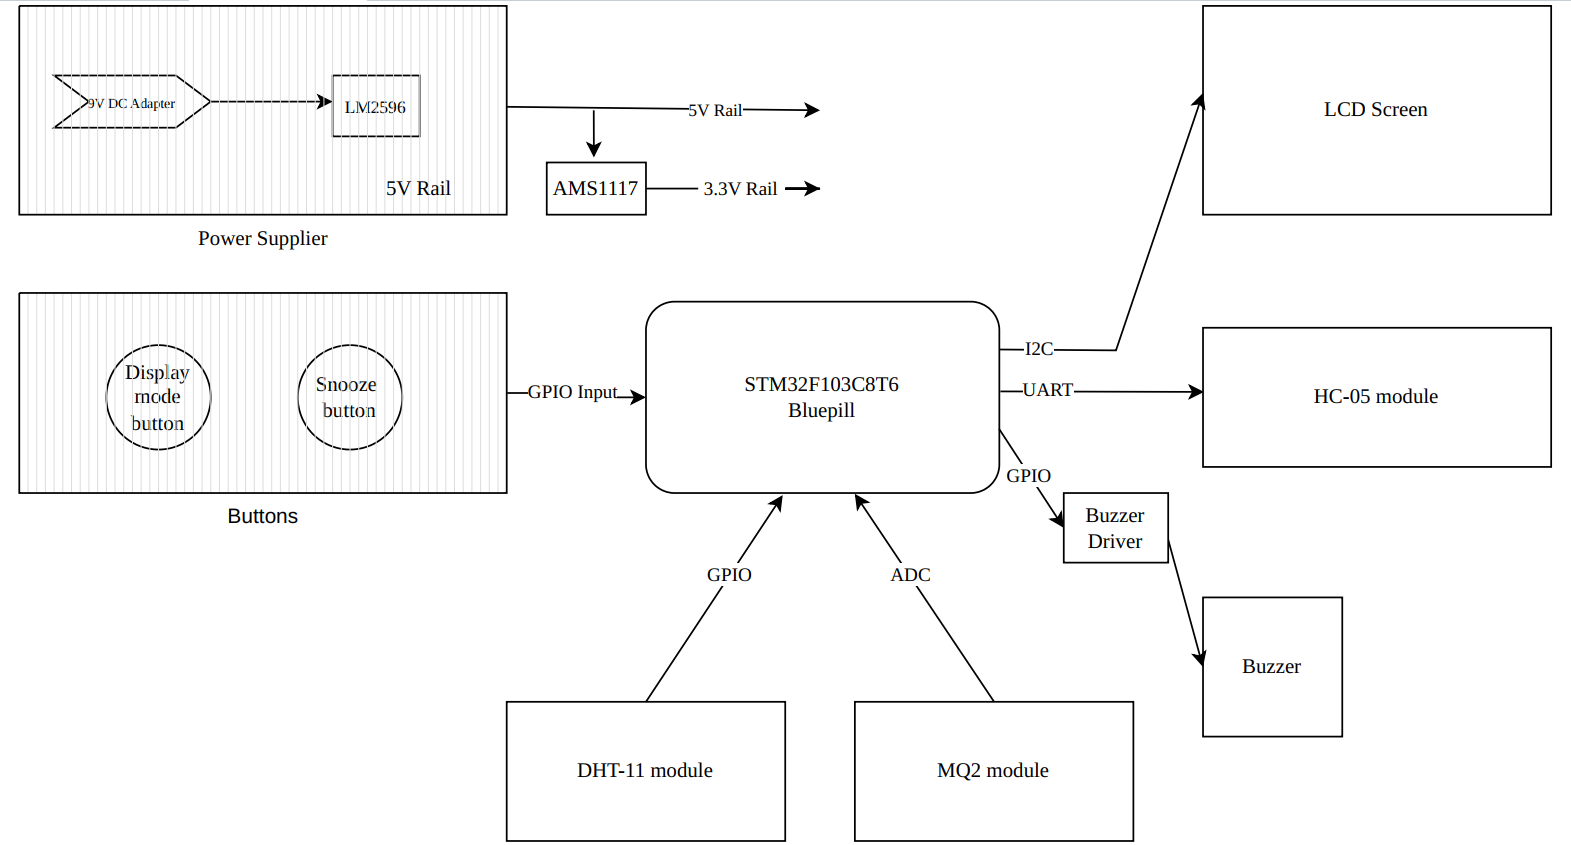 9V DC Adapter
LM2596
5V Rail
Power Supplier
5V Rail
AMS1117
3.3V Rail
LCD Screen
Display
mode
button
Snooze
button
Buttons
GPIO Input
STM32F103C8T6
Bluepill
I2C
UART
GPIO
HC-05 module
Buzzer
Driver
Buzzer
GPIO
ADC
DHT-11 module
MQ2 module